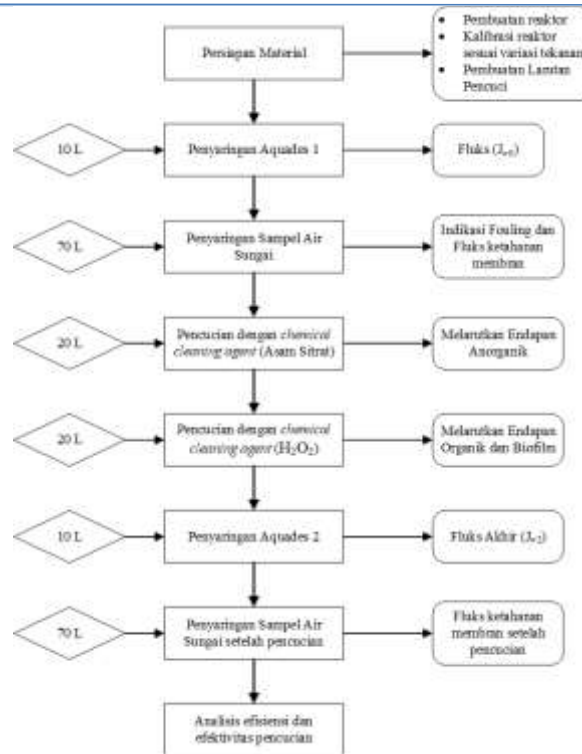 Persiapan Material
• Pembuatan reaktor
• Kalibrasi reaktor
sesuai variasi tekanan
• Pembuatan Larutan
Pencuci
10 L
Penyaringan Aquades 1
Fluks (Jw1)
70 L
Penyaringan Sampel Air
Sungai
Indikasi Fouling dan
Fluks ketahanan
membran
20 L
Pencucian dengan chemical
cleaning agent (Asam Sitrat)
Melarutkan Endapan
Anorganik
20 L
Pencucian dengan chemical
cleaning agent (H₂O₂)
Melarutkan Endapan
Organik dan Biofilm
10 L
Penyaringan Aquades 2
Fluks Akhir (Jw2)
70 L
Penyaringan Sampel Air
Sungai setelah pencucian
Fluks ketahanan
membran setelah
pencucian
Analisis efisiensi dan
efektivitas pencucian